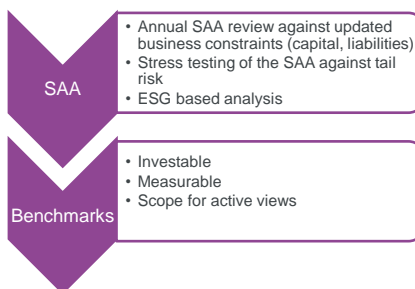 SAA
• Annual SAA review against updated
business constraints (capital, liabilities)
• Stress testing of the SAA against tail
risk
• ESG based analysis
Benchmarks
• Investable
• Measurable
• Scope for active views